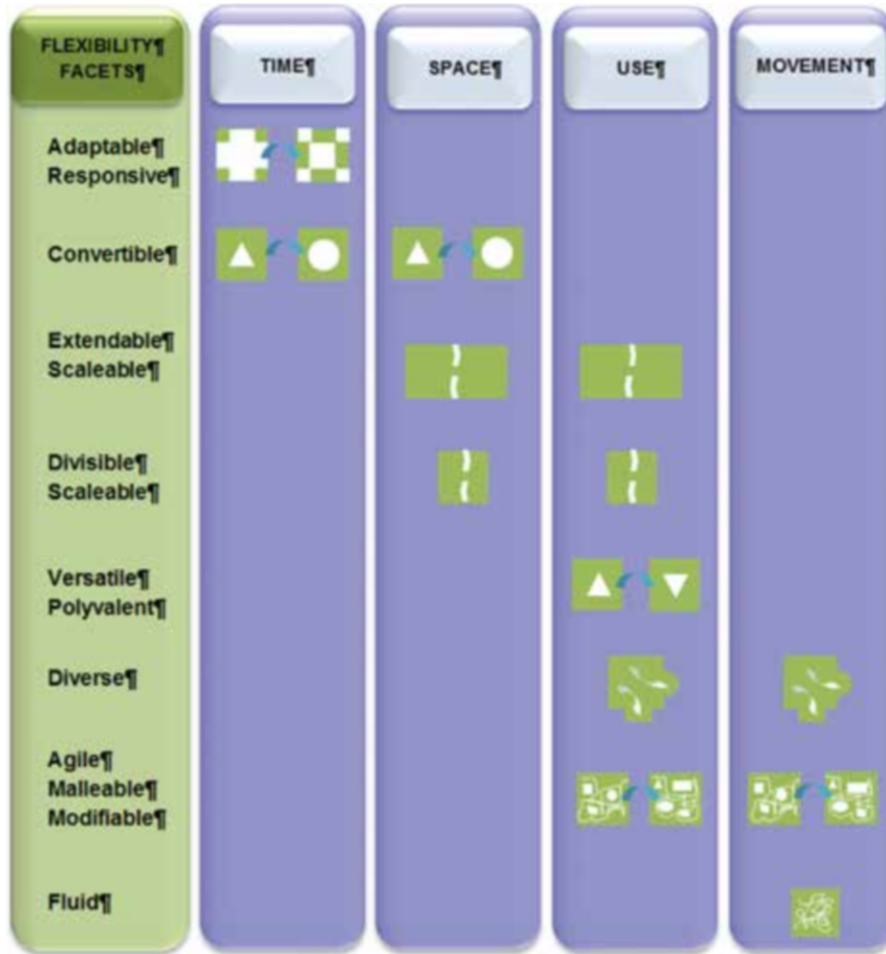 FLEXIBILITY¶
FACETS¶
TIME¶
SPACE¶
USE¶
MOVEMENT¶
Adaptable¶
Responsive¶
Convertible¶
Extendable¶
Scaleable¶
Divisible¶
Scaleable¶
Versatile¶
Polyvalent¶
Diverse¶
Agile¶
Malleable¶
Modifiable¶
Fluid¶